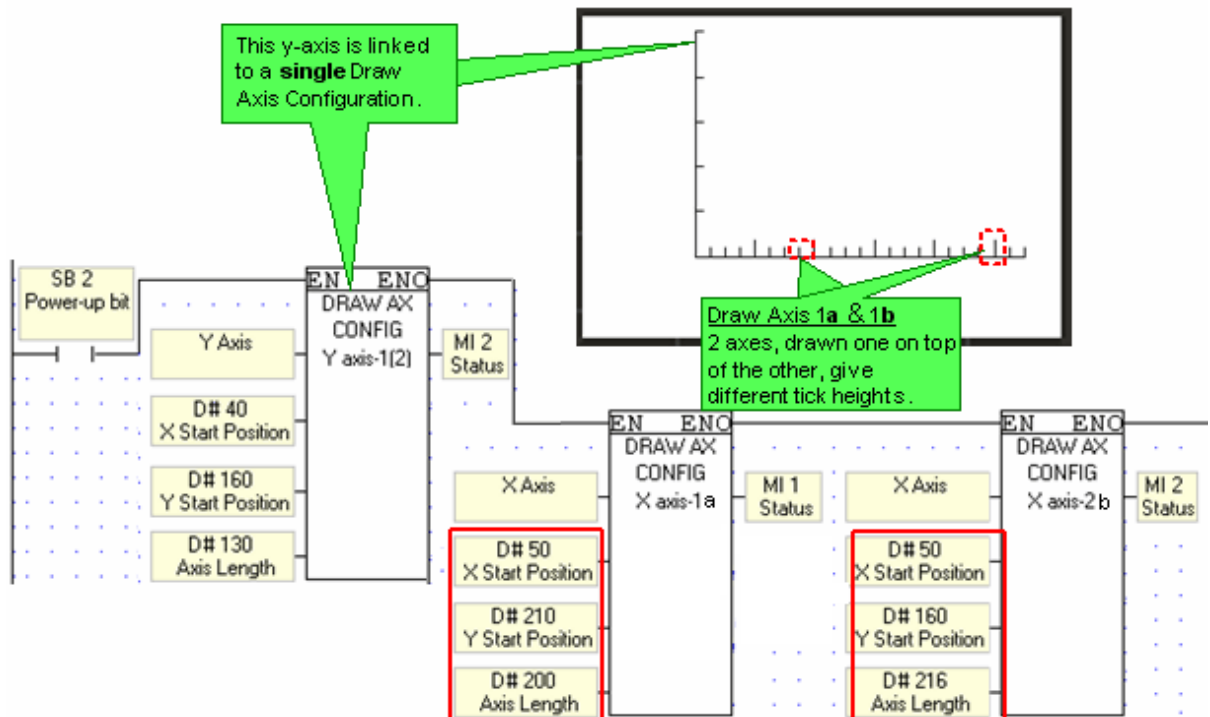 This y-axis is linked
to a single Draw
Axis Configuration.
Draw Axis 1a & 1b
2 axes, drawn one on top
of the other, give
different tick heights.
SB 2
Power-up bit
EN ENO
DRAW AX
CONFIG
Y axis-1(2)
Y Axis
D# 40
X Start Position
D# 160
Y Start Position
D# 130
Axis Length
MI 2
Status
EN ENO
DRAW AX
CONFIG
X axis-1a
X Axis
D# 50
X Start Position
D# 210
Y Start Position
D# 200
Axis Length
MI 1
Status
EN ENO
DRAW AX
CONFIG
X axis-2b
X Axis
D# 50
X Start Position
D# 160
Y Start Position
D# 216
Axis Length
MI 2
Status